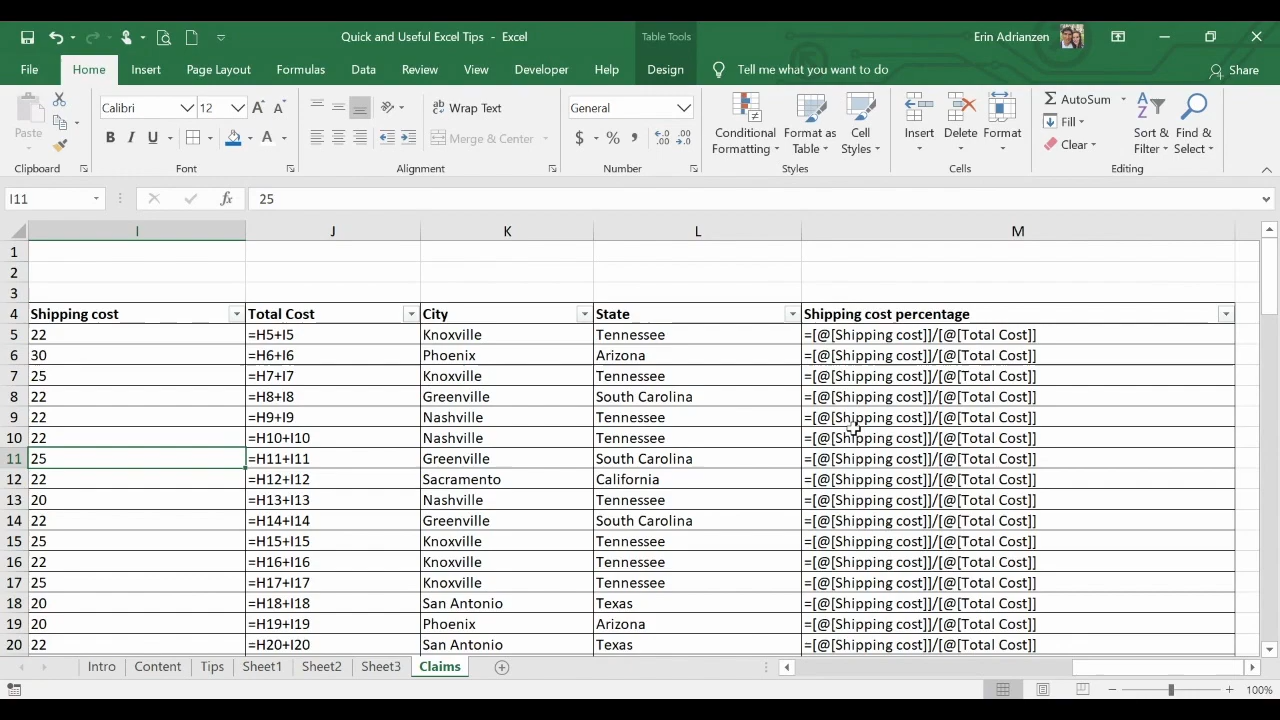 Quick and Useful Excel Tips - Excel
Table Tools
Erin Adrianzen
File Home Insert Page Layout Formulas Data Review View Developer Help Design Tell me what you want to do Share
Paste
Calibri 12
B I U A
Wrap Text
Merge & Center
General
$ % ,
Conditional Formatting
Format as Table
Cell Styles
Insert
Delete
Format
AutoSum
Fill
Clear
Sort & Filter
Find & Select
Clipboard Font Alignment Number Styles Cells Editing
I11 fx 25
I J K L M
1
2
3
4 Shipping cost Total Cost City State Shipping cost percentage
5 22 =H5+I5 Knoxville Tennessee =[@[Shipping cost]]/[@[Total Cost]]
6 30 =H6+I6 Phoenix Arizona =[@[Shipping cost]]/[@[Total Cost]]
7 25 =H7+I7 Knoxville Tennessee =[@[Shipping cost]]/[@[Total Cost]]
8 22 =H8+I8 Greenville South Carolina =[@[Shipping cost]]/[@[Total Cost]]
9 22 =H9+I9 Nashville Tennessee =[@[Shipping cost]]/[@[Total Cost]]
10 22 =H10+I10 Nashville Tennessee =[@[Shipping cost]]/[@[Total Cost]]
11 25 =H11+I11 Greenville South Carolina =[@[Shipping cost]]/[@[Total Cost]]
12 22 =H12+I12 Sacramento California =[@[Shipping cost]]/[@[Total Cost]]
13 20 =H13+I13 Nashville Tennessee =[@[Shipping cost]]/[@[Total Cost]]
14 22 =H14+I14 Greenville South Carolina =[@[Shipping cost]]/[@[Total Cost]]
15 25 =H15+I15 Knoxville Tennessee =[@[Shipping cost]]/[@[Total Cost]]
16 22 =H16+I16 Knoxville Tennessee =[@[Shipping cost]]/[@[Total Cost]]
17 25 =H17+I17 Knoxville Tennessee =[@[Shipping cost]]/[@[Total Cost]]
18 20 =H18+I18 San Antonio Texas =[@[Shipping cost]]/[@[Total Cost]]
19 20 =H19+I19 Phoenix Arizona =[@[Shipping cost]]/[@[Total Cost]]
20 22 =H20+I20 San Antonio Texas =[@[Shipping cost]]/[@[Total Cost]]
Intro Content Tips Sheet1 Sheet2 Sheet3 Claims
100%